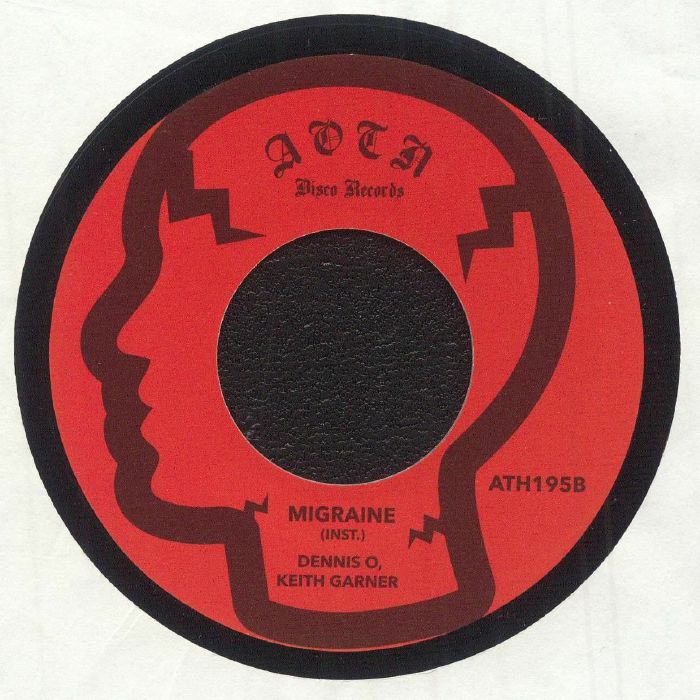 AOTN
Disco Records
ATH195B
MIGRAINE
(INST.)
DENNIS O,
KEITH GARNER